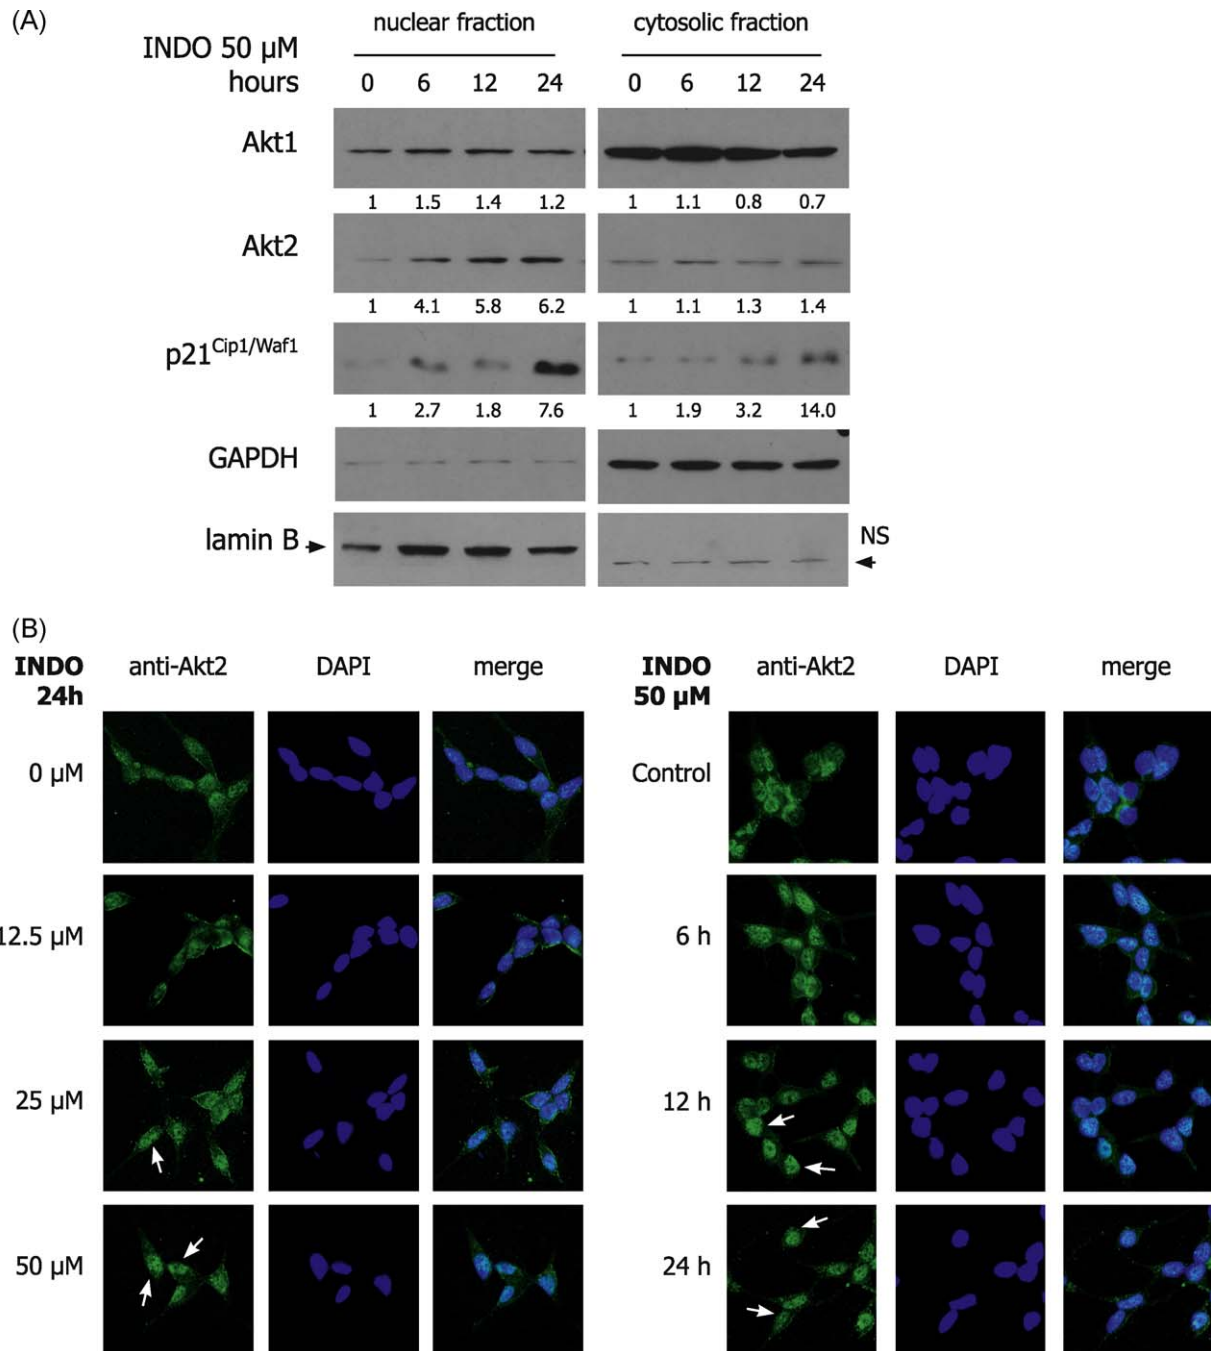 (A)
nuclear fraction cytosolic fraction
INDO 50 µM
hours 0 6 12 24 0 6 12 24
Akt1
1 1.5 1.4 1.2 1 1.1 0.8 0.7
Akt2
1 4.1 5.8 6.2 1 1.1 1.3 1.4
p21Cip1/Waf1
1 2.7 1.8 7.6 1 1.9 3.2 14.0
GAPDH
lamin B NS
(B)
INDO anti-Akt2 DAPI merge INDO anti-Akt2 DAPI merge
24h 50 µM
0 µM Control
12.5 µM 6 h
25 µM 12 h
50 µM 24 h